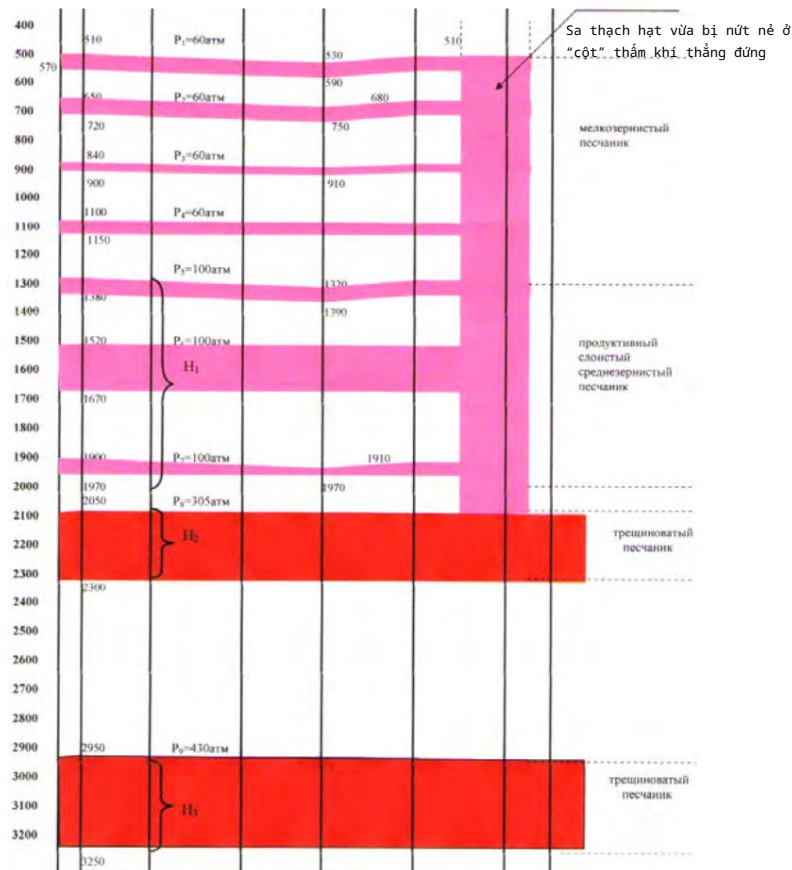 400
510
P₁=60атм
530
510
Sa thạch hạt vừa bị nứt nẻ ở
“cột” thấm khí thẳng đứng
500
570
600
590
650
P₃=60атм
680
700
720
750
мелкозернистый
песчаник
800
840
P₃=60атм
900
900
910
1000
1100
P₄=60атм
1100
1150
1200
P₅=100атм
1300
1320
1380
1390
1400
1500
1520
P₆=100атм
продуктивный
слоистый
среднезернистый
песчаник
1600
H₁
1670
1700
1800
1900
1900
P₇=100атм
1910
2000
1970
1970
2050
P₈=305атм
2100
2200
H₂
трещиноватый
песчаник
2300
2300
2400
2500
2600
2700
2800
2900
2950
P₉=430атм
3000
трещиноватый
песчаник
3100
H₃
3200
3250